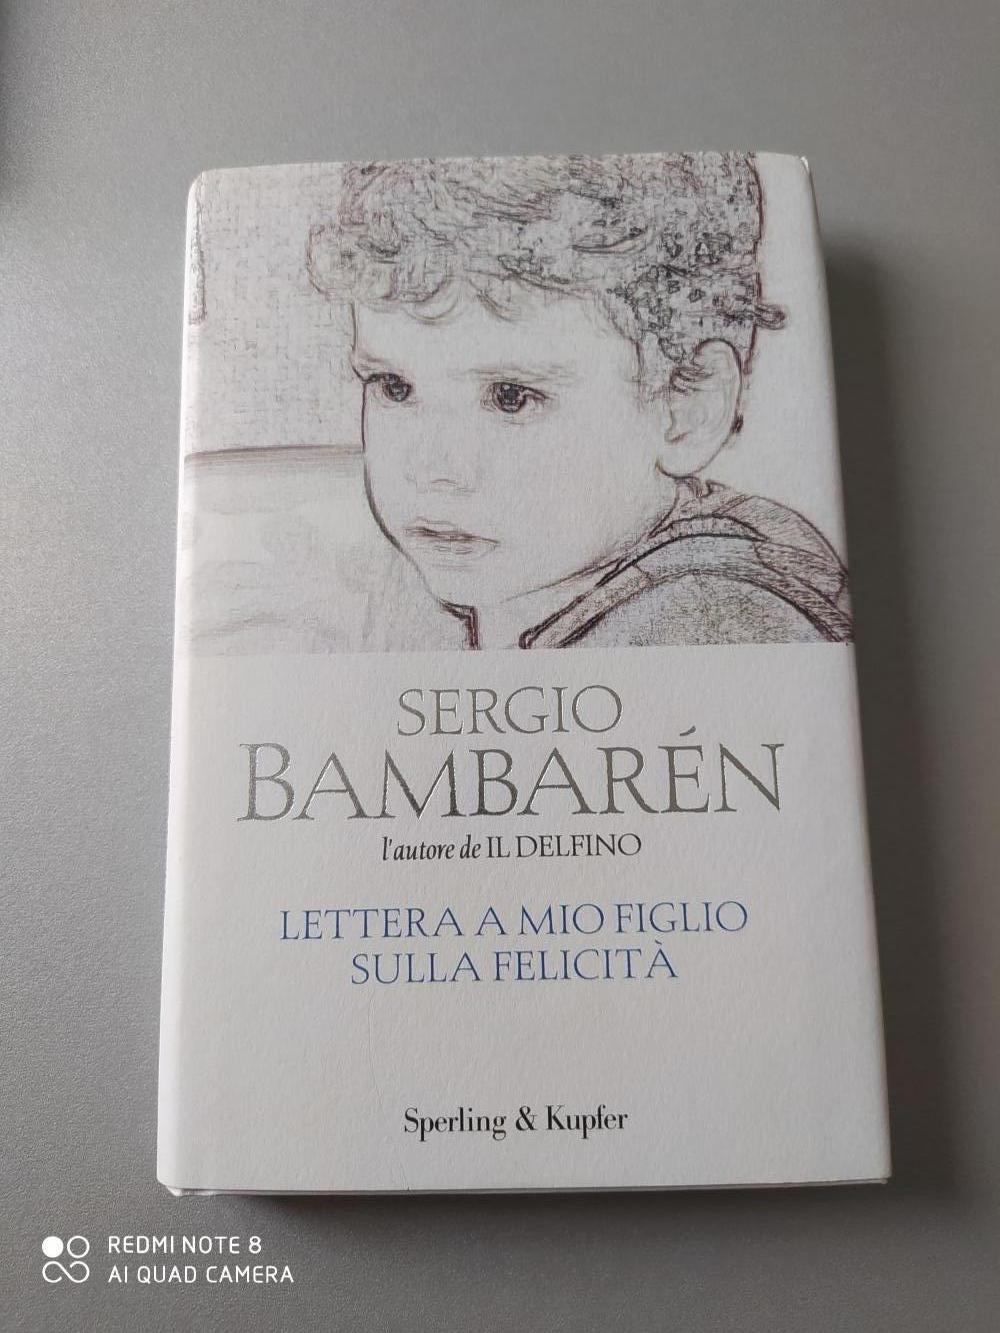 SERGIO
BAMBARÉN
l'autore de IL DELFINO
LETTERA A MIO FIGLIO
SULLA FELICITÀ
Sperling & Kupfer
REDMI NOTE 8
AI QUAD CAMERA